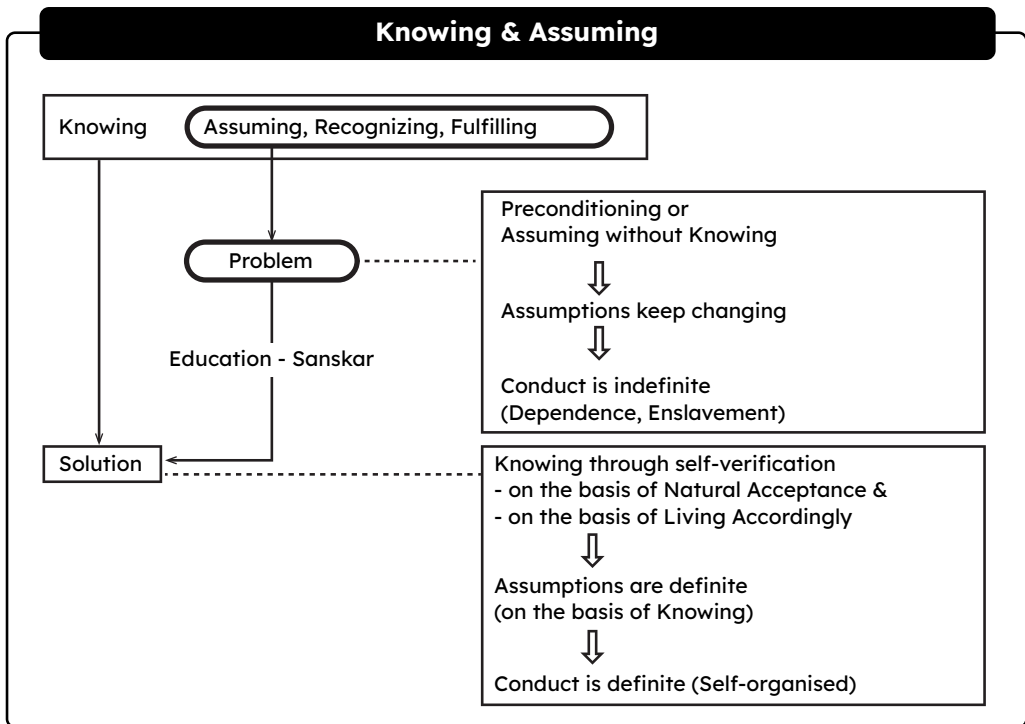 Knowing & Assuming
Knowing
Assuming, Recognizing, Fulfilling
Problem
Education - Sanskar
Solution
Preconditioning or
Assuming without Knowing
Assumptions keep changing
Conduct is indefinite
(Dependence, Enslavement)
Knowing through self-verification
- on the basis of Natural Acceptance &
- on the basis of Living Accordingly
Assumptions are definite
(on the basis of Knowing)
Conduct is definite (Self-organised)